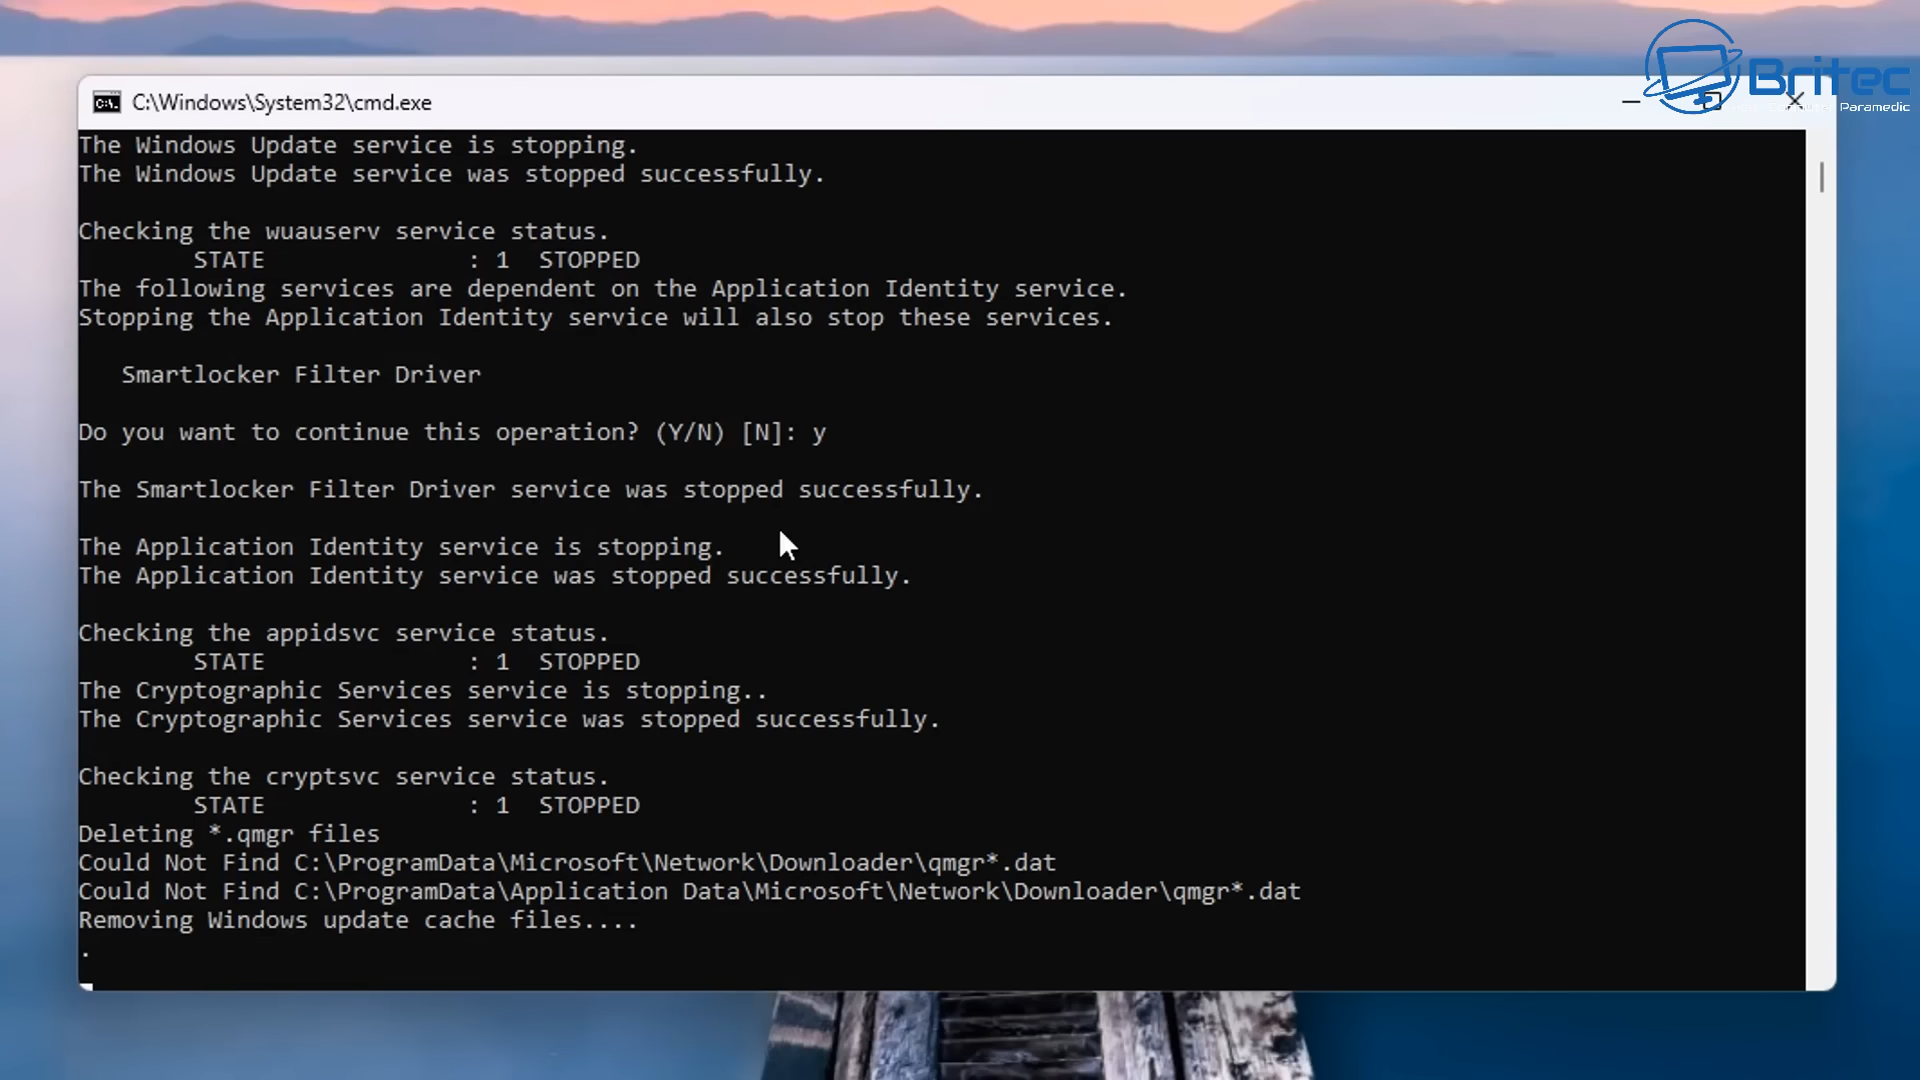 Britec
Paramedic
C:\Windows\System32\cmd.exe
The Windows Update service is stopping.
The Windows Update service was stopped successfully.
Checking the wuauserv service status.
STATE : 1 STOPPED
The following services are dependent on the Application Identity service.
Stopping the Application Identity service will also stop these services.
Smartlocker Filter Driver
Do you want to continue this operation? (Y/N) [N]: y
The Smartlocker Filter Driver service was stopped successfully.
The Application Identity service is stopping.
The Application Identity service was stopped successfully.
Checking the appidsvc service status.
STATE : 1 STOPPED
The Cryptographic Services service is stopping..
The Cryptographic Services service was stopped successfully.
Checking the cryptsvc service status.
STATE : 1 STOPPED
Deleting *.qmgr files
Could Not Find C:\ProgramData\Microsoft\Network\Downloader\qmgr*.dat
Could Not Find C:\ProgramData\Application Data\Microsoft\Network\Downloader\qmgr*.dat
Removing Windows update cache files....
.